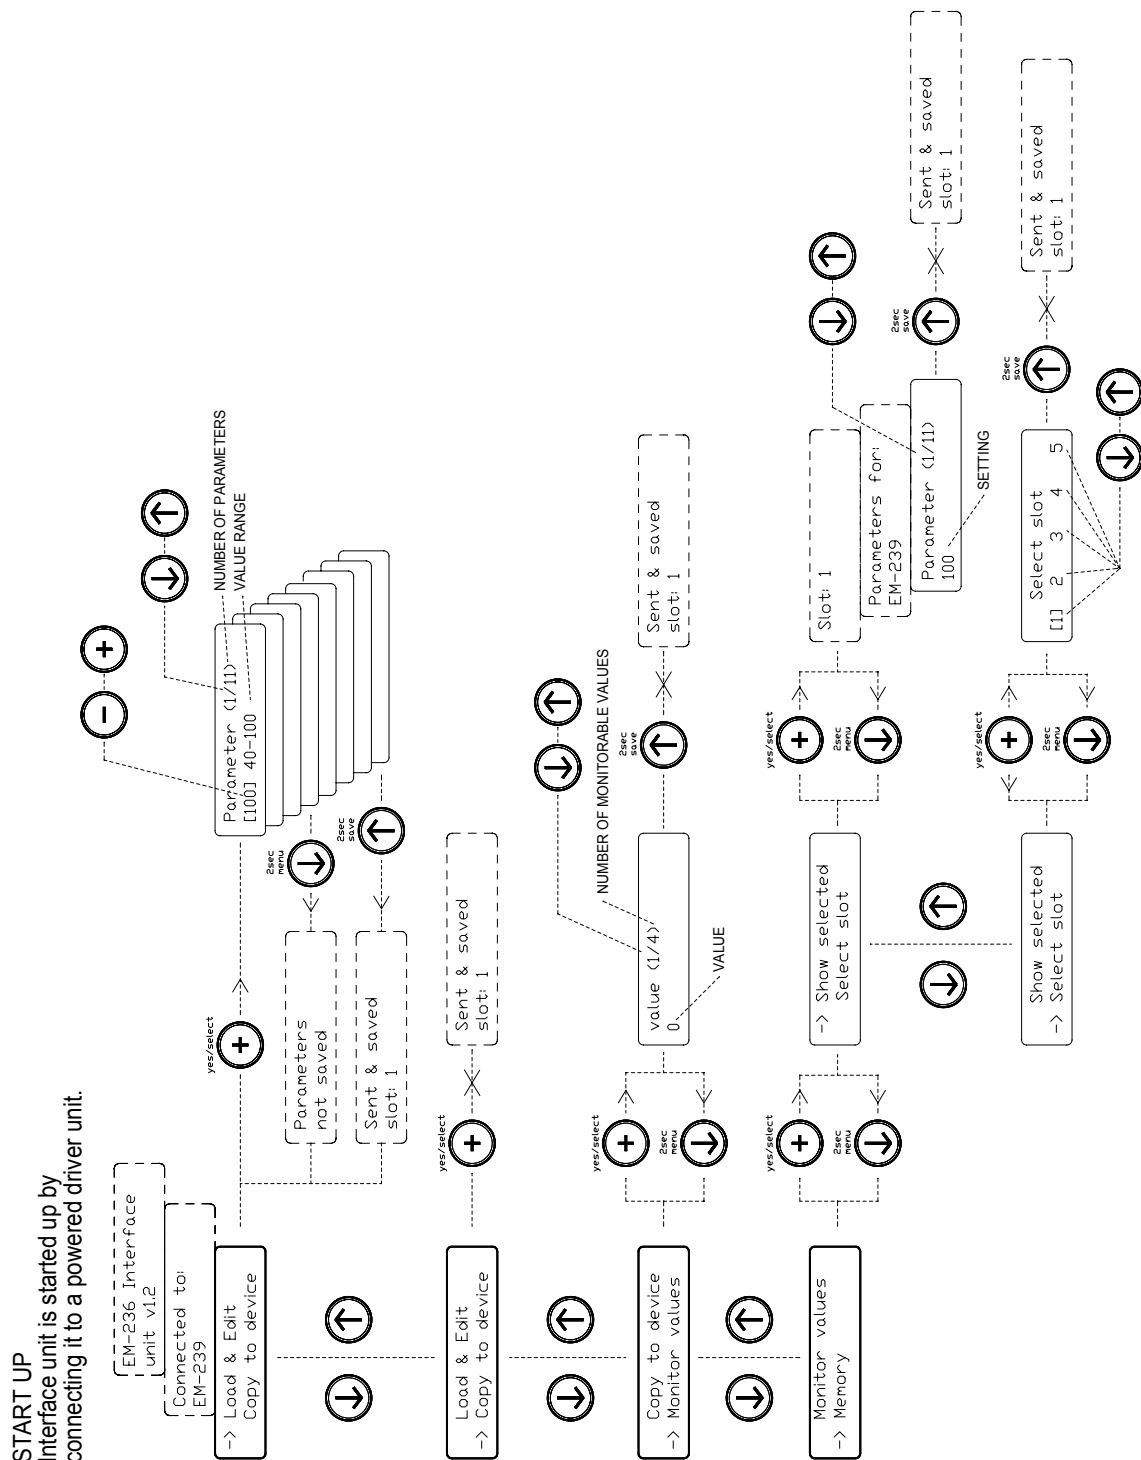 START UP
Interface unit is started up by
connecting it to a powered driver unit.
EM-236 Interface
unit v1.2
Connected to:
EM-239
-> Load & Edit
Copy to device
yes/select
Parameter (1/11)
[100] 40-100
NUMBER OF PARAMETERS
VALUE RANGE
2sec
menu
2sec
save
Parameters
not saved
Sent & saved
slot: 1
Load & Edit
-> Copy to device
yes/select
Sent & saved
slot: 1
Copy to device
-> Monitor values
yes/select
2sec
menu
value (1/4)
0
NUMBER OF MONITORABLE VALUES
VALUE
2sec
save
Sent & saved
slot: 1
Monitor values
-> Memory
yes/select
2sec
menu
-> Show selected
Select slot
yes/select
2sec
menu
Slot: 1
Parameters for:
EM-239
Parameter (1/11)
100
SETTING
2sec
save
Sent & saved
slot: 1
Show selected
-> Select slot
yes/select
2sec
menu
Select slot
[1] 2 3 4 5
2sec
save
Sent & saved
slot: 1